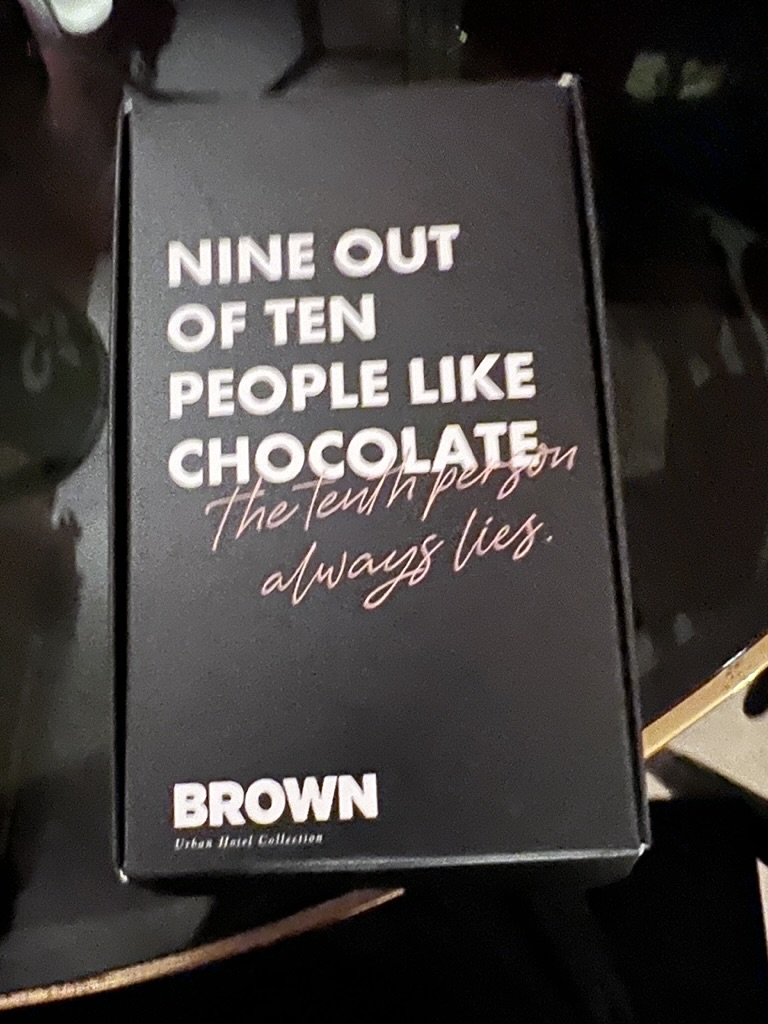 NINE OUT
OF TEN
PEOPLE LIKE
CHOCOLATE
The tenth person
always lies.
BROWN
Urban Hotel Collection